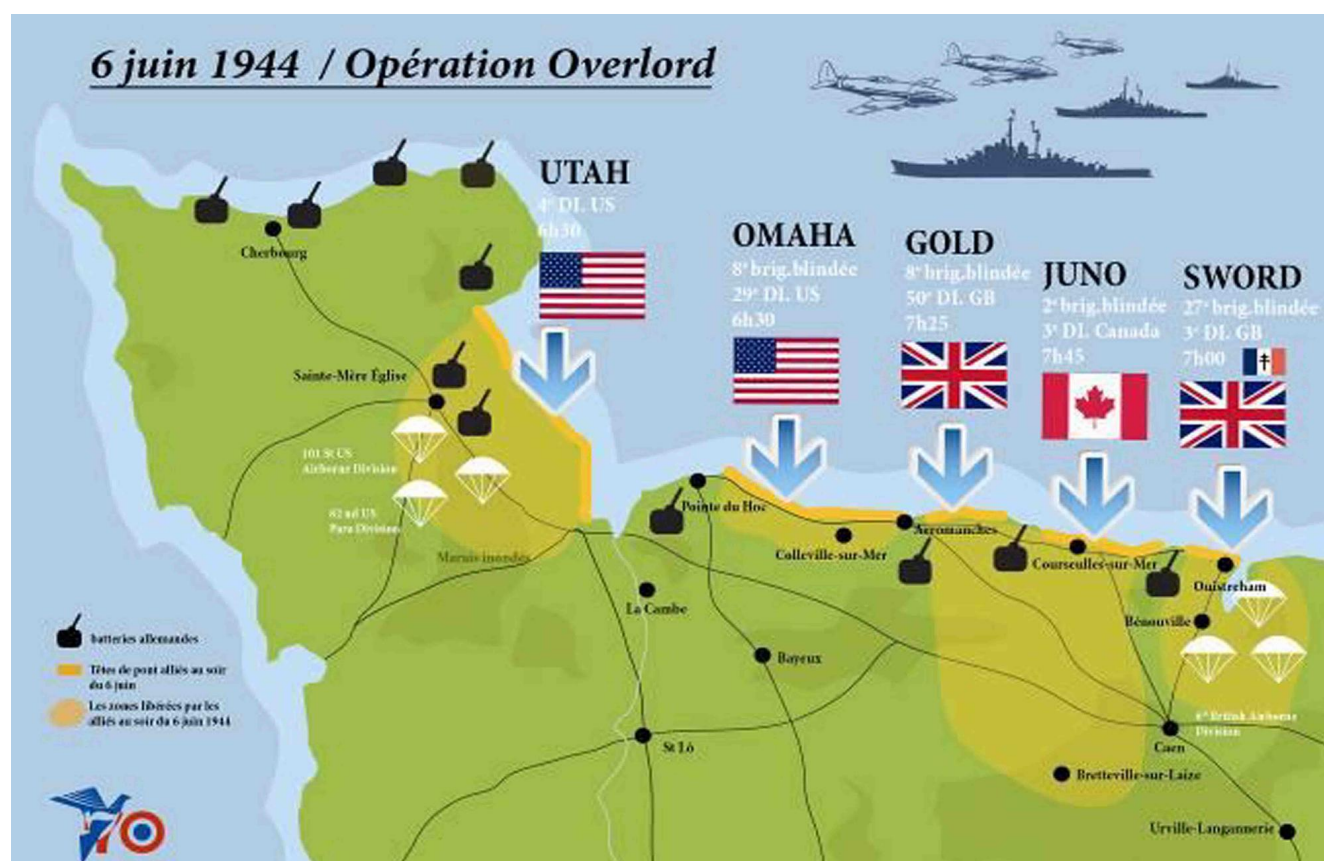 6 juin 1944 / Opération Overlord
UTAH
4e DI. US
6h30
OMAHA
8e brig.blindée
29e DI. US
6h30
GOLD
8e brig.blindée
50e DI. GB
7h25
JUNO
2e brig.blindée
3e DI. Canada
7h45
SWORD
27e brig.blindée
3e DI. GB
7h00
Cherbourg
Sainte-Mère Église
101 St US
Airborne Division
82 nd US
Para Division
Marais inondés
Pointe du Hoc
Colleville-sur-Mer
Arromanches
Courseulles-sur-Mer
Ouistreham
Bénouville
La Cambe
Bayeux
6th British Airborne
Division
St Lô
Caen
Bretteville-sur-Laize
Urville-Langannerie
batteries allemandes
Têtes de pont alliés au soir
du 6 juin
Les zones libérées par les
alliés au soir du 6 juin 1944
70